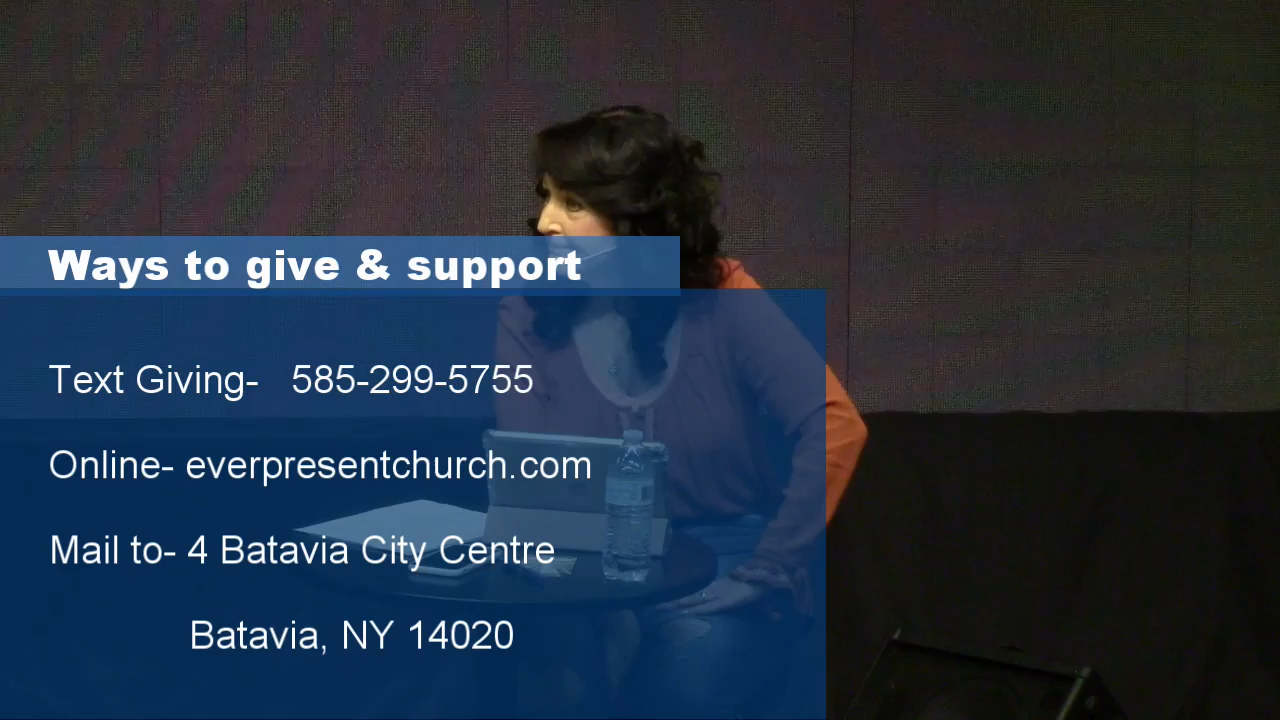 Ways to give & support
Text Giving- 585-299-5755
Online- everpresentchurch.com
Mail to- 4 Batavia City Centre
Batavia, NY 14020